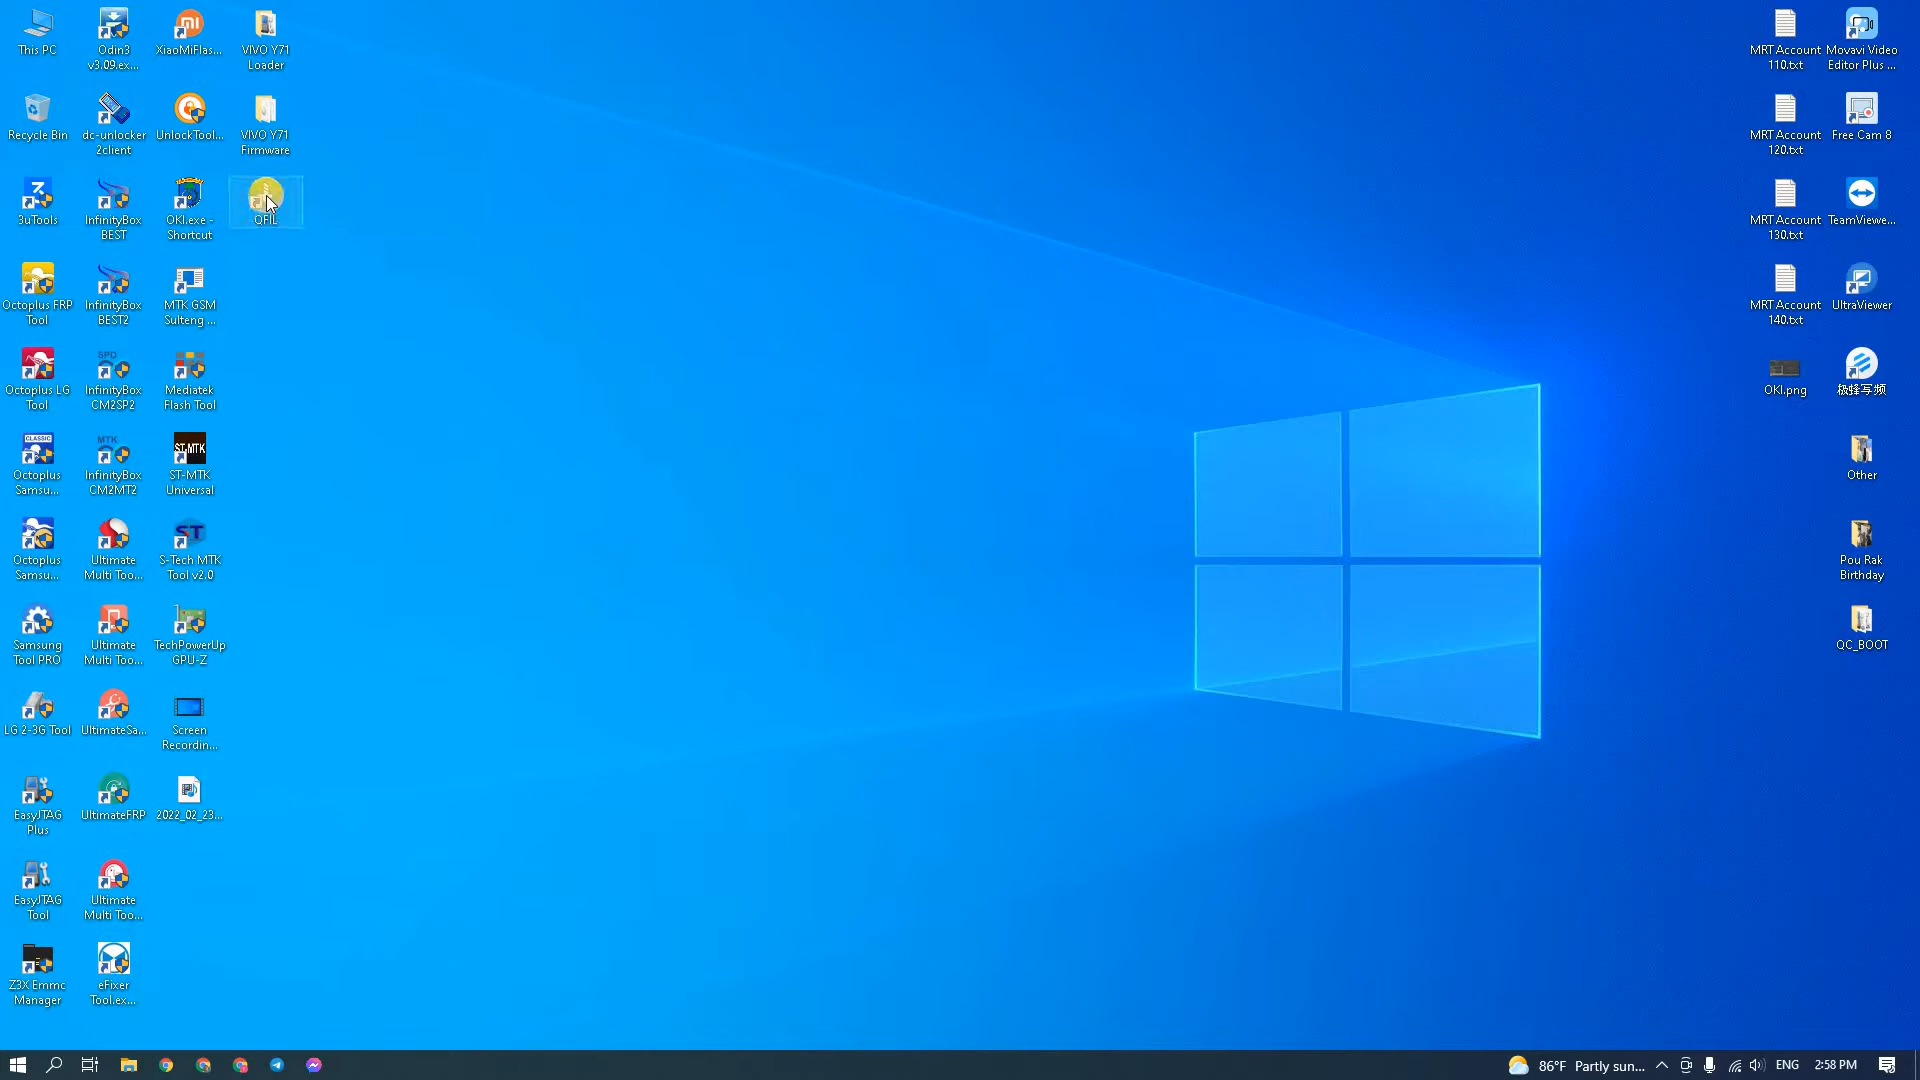 This PC
Odin3
v3.09.ex...
XiaoMiFlas...
VIVO Y71
Loader
Recycle Bin
dc-unlocker
2client
UnlockTool...
VIVO Y71
Firmware
3uTools
InfinityBox
BEST
OKI.exe -
Shortcut
QFIL
Octoplus FRP
Tool
InfinityBox
BEST2
MTK GSM
Sulteng ...
Octoplus LG
Tool
SPD
InfinityBox
CM2SP2
Mediatek
Flash Tool
CLASSIC
Octoplus
Samsu...
MTK
InfinityBox
CM2MT2
ST-MTK
ST-MTK
Universal
Octoplus
Samsu...
Ultimate
Multi Too...
ST
S-Tech MTK
Tool v2.0
Samsung
Tool PRO
Ultimate
Multi Too...
TechPowerUp
GPU-Z
LG 2-3G Tool
UltimateSa...
Screen
Recordin...
EasyJTAG
Plus
UltimateFRP
2022_02_23...
EasyJTAG
Tool
Ultimate
Multi Too...
Z3X Emmc
Manager
eFixer
Tool.ex...
MRT Account
110.txt
Movavi Video
Editor Plus ...
MRT Account
120.txt
Free Cam 8
MRT Account
130.txt
TeamViewe...
MRT Account
140.txt
UltraViewer
OKI.png
极蜂写频
Other
Pou Rak
Birthday
QC_BOOT
86°F Partly sun...
ENG
2:58 PM